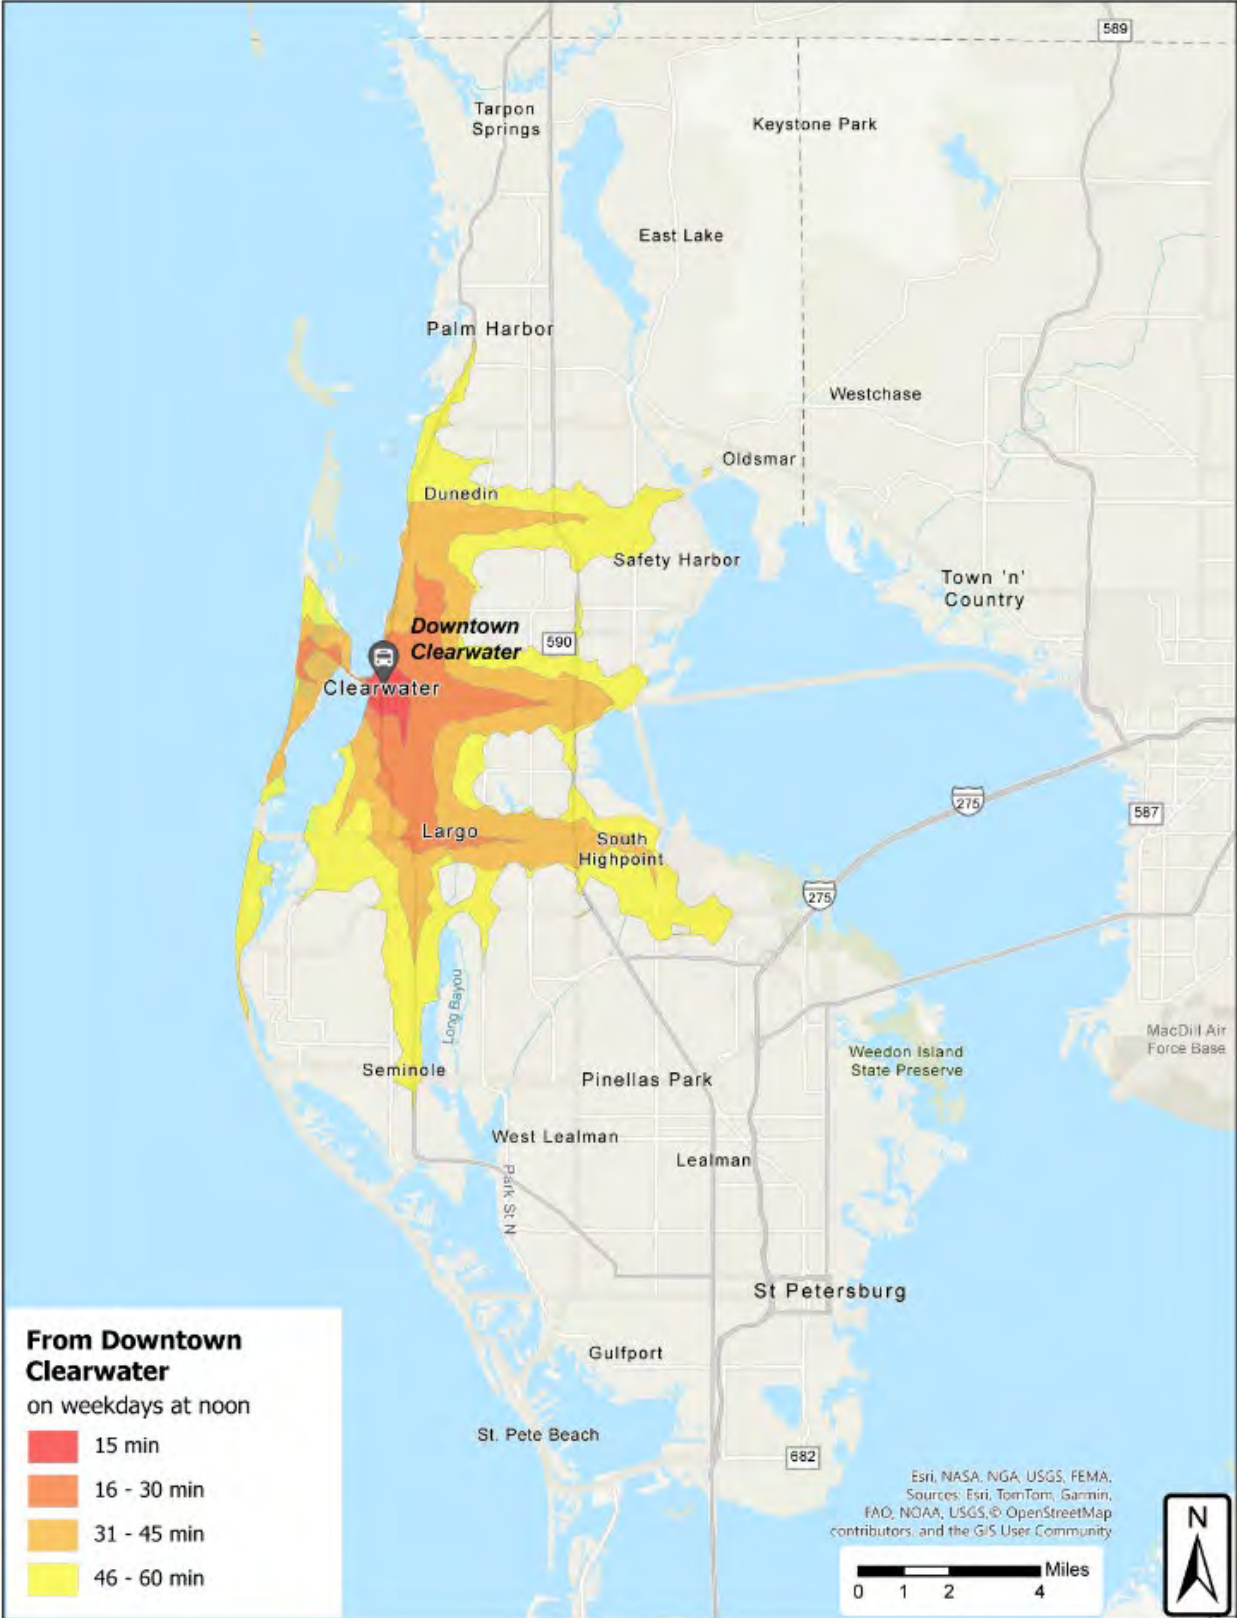 589
Tarpon
Springs
Keystone Park
East Lake
Palm Harbor
Westchase
Oldsmar
Dunedin
Safety Harbor
Town 'n'
Country
Downtown
Clearwater
590
Clearwater
275
587
Largo
South
Highpoint
275
Long Bayou
MacDill Air
Force Base
Weedon Island
State Preserve
Seminole
Pinellas Park
West Lealman
Lealman
Park St N
St Petersburg
Gulfport
St. Pete Beach
682
From Downtown
Clearwater
on weekdays at noon
15 min
16 - 30 min
31 - 45 min
46 - 60 min
Esri, NASA, NGA, USGS, FEMA,
Sources: Esri, TomTom, Garmin,
FAO, NOAA, USGS, © OpenStreetMap
contributors, and the GIS User Community
Miles
0 1 2 4
N